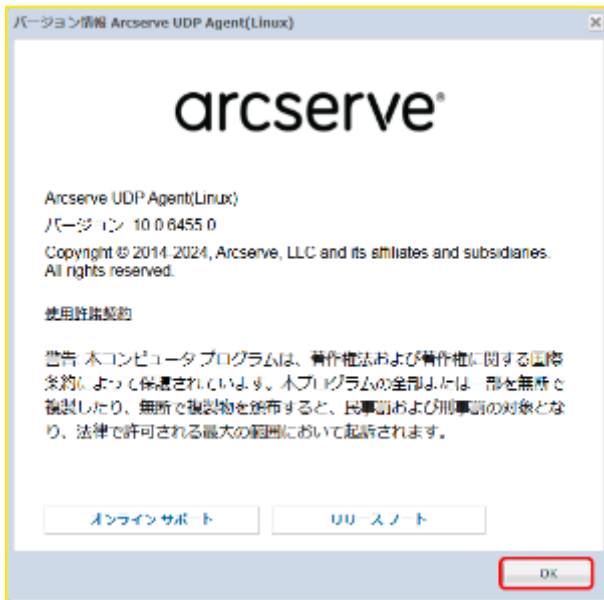 バージョン情報 Arcserve UDP Agent(Linux)
arcserve®
Arcserve UDP Agent(Linux)
バージョン 10.0.6455.0
Copyright © 2014-2024, Arcserve, LLC and its affiliates and subsidiaries.
All rights reserved.
使用許諾契約
警告 本コンピュータ プログラムは、著作権法および著作権に関する国際
条約によって保護されています。本プログラムの全部または一部を無断で
複製したり、無断で複製物を頒布すると、民事罰および刑事罰の対象とな
り、法律で許可される最大の範囲において起訴されます。
オンライン サポート
リリース ノート
OK